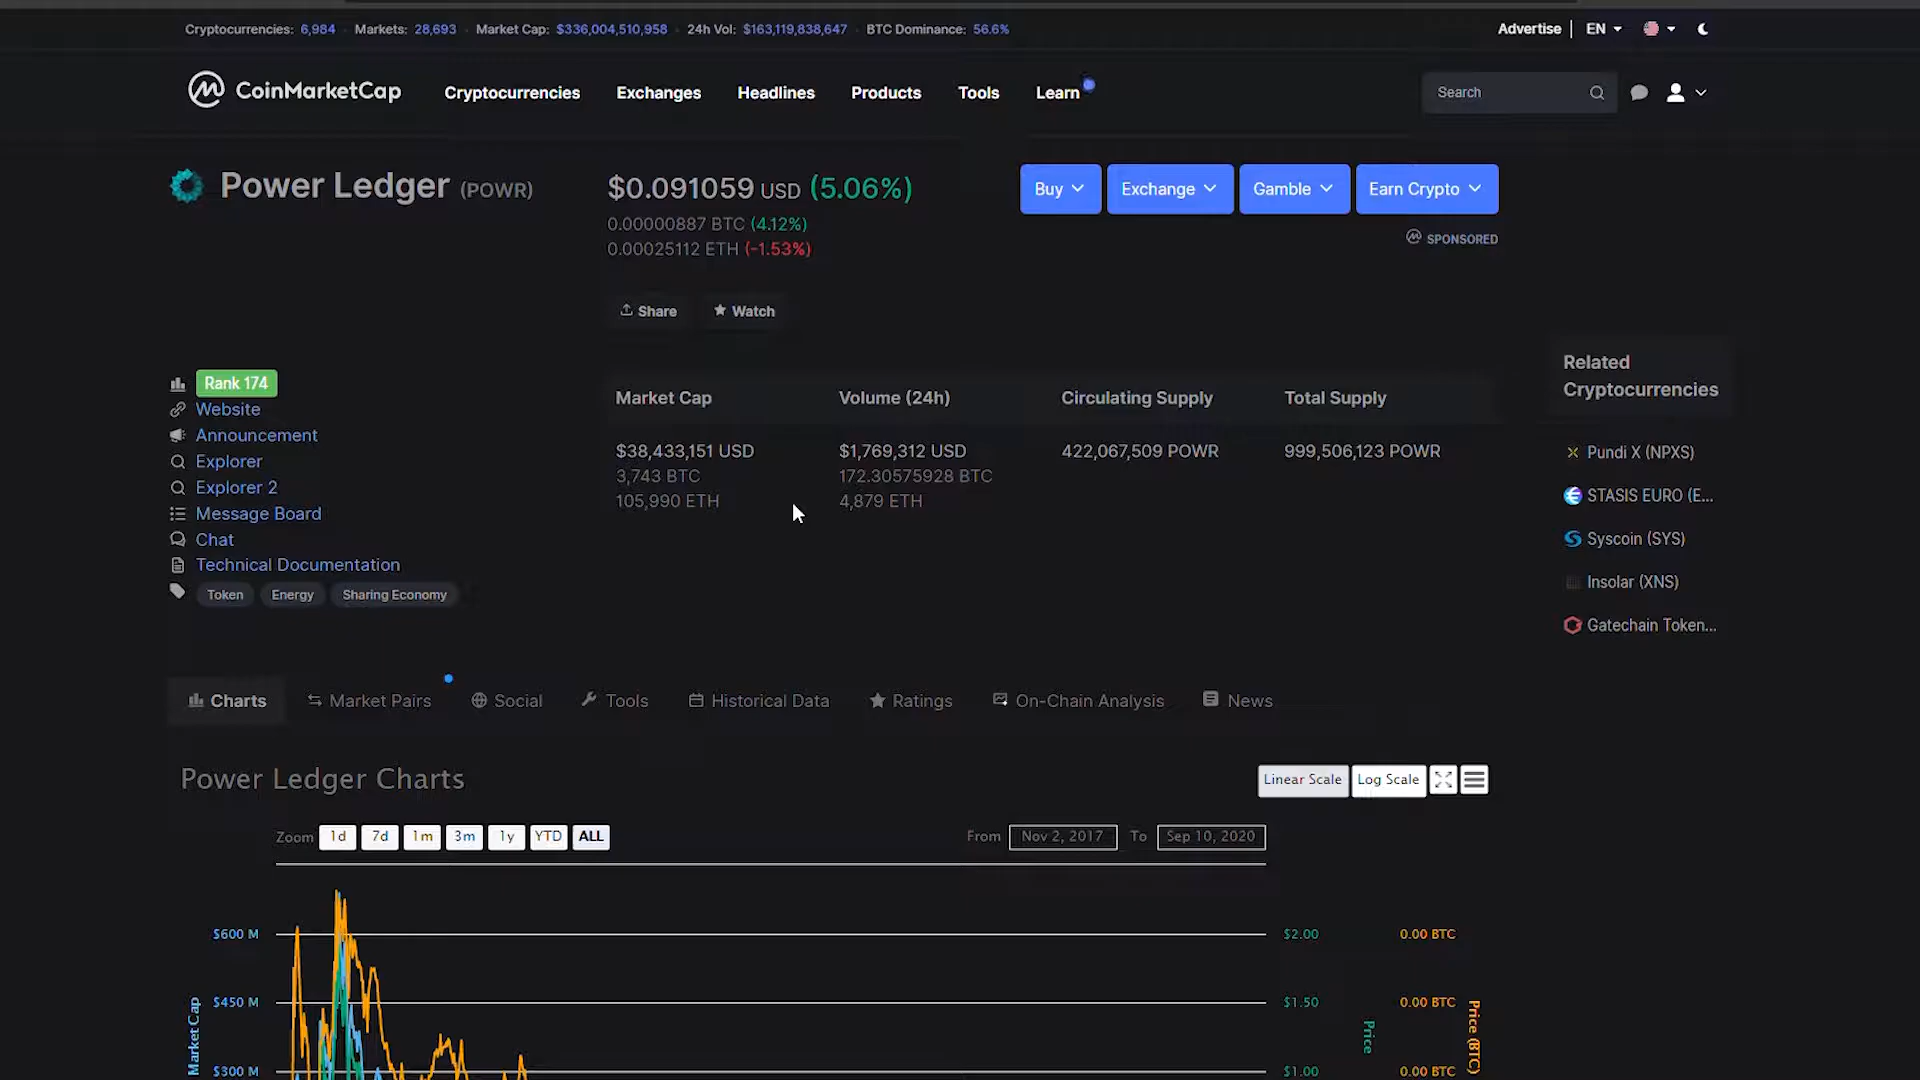 Cryptocurrencies: 6,984 · Markets: 28,693 · Market Cap: $336,004,510,958 · 24h Vol: $163,119,838,647 · BTC Dominance: 56.6%
Advertise | EN
CoinMarketCap Cryptocurrencies Exchanges Headlines Products Tools Learn
Search
Power Ledger (POWR)
$0.091059 USD (5.06%)
0.00000887 BTC (4.12%)
0.00025112 ETH (-1.53%)
Buy Exchange Gamble Earn Crypto
SPONSORED
Share Watch
Rank 174
Website
Announcement
Explorer
Explorer 2
Message Board
Chat
Technical Documentation
Token Energy Sharing Economy
Market Cap Volume (24h) Circulating Supply Total Supply
$38,433,151 USD $1,769,312 USD 422,067,509 POWR 999,506,123 POWR
3,743 BTC 172.30575928 BTC
105,990 ETH 4,879 ETH
Related
Cryptocurrencies
Pundi X (NPXS)
STASIS EURO (E...
Syscoin (SYS)
Insolar (XNS)
Gatechain Token...
Charts Market Pairs Social Tools Historical Data Ratings On-Chain Analysis News
Power Ledger Charts
Linear Scale Log Scale
Zoom 1d 7d 1m 3m 1y YTD ALL
From Nov 2, 2017 To Sep 10, 2020
$600 M $2.00 0.00 BTC
$450 M $1.50 0.00 BTC
$300 M $1.00 0.00 BTC
Market Cap
Price
Price (BTC)